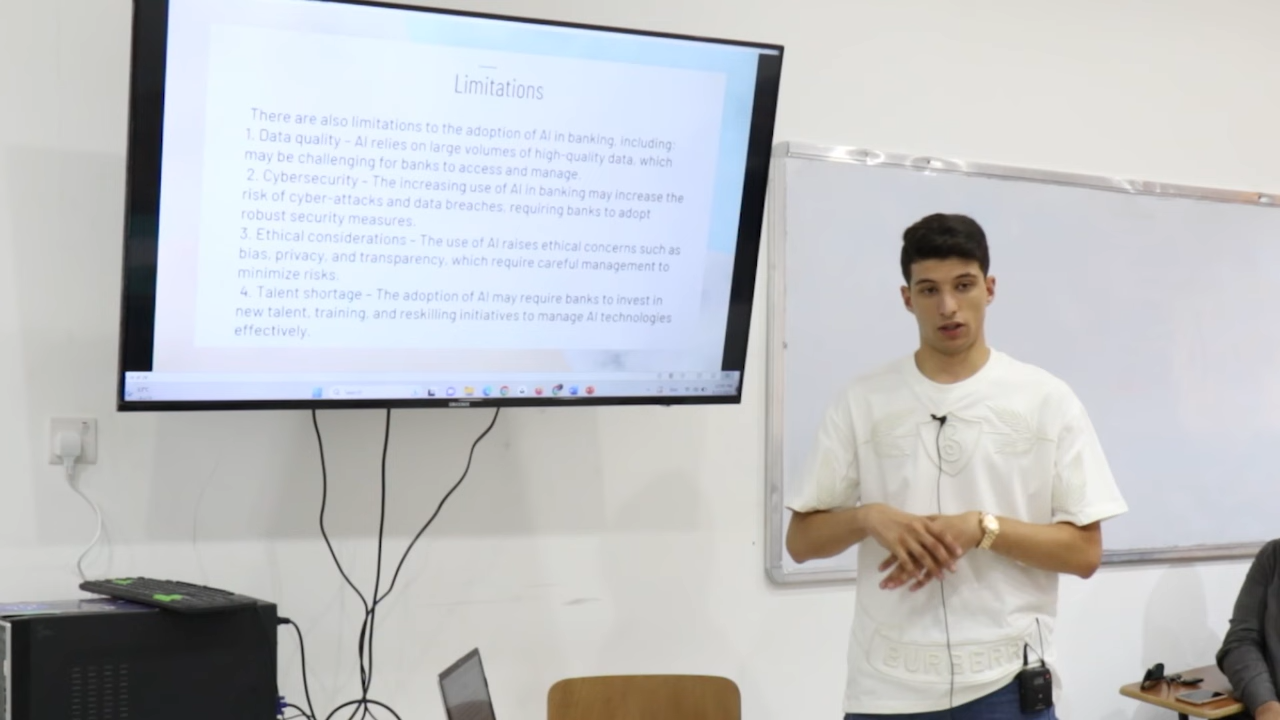 Limitations
There are also limitations to the adoption of AI in banking, including:
1. Data quality – AI relies on large volumes of high-quality data, which
may be challenging for banks to access and manage.
2. Cybersecurity – The increasing use of AI in banking may increase the
risk of cyber-attacks and data breaches, requiring banks to adopt
robust security measures.
3. Ethical considerations – The use of AI raises ethical concerns such as
bias, privacy, and transparency, which require careful management to
minimize risks.
4. Talent shortage – The adoption of AI may require banks to invest in
new talent, training, and reskilling initiatives to manage AI technologies
effectively.
BURBERR